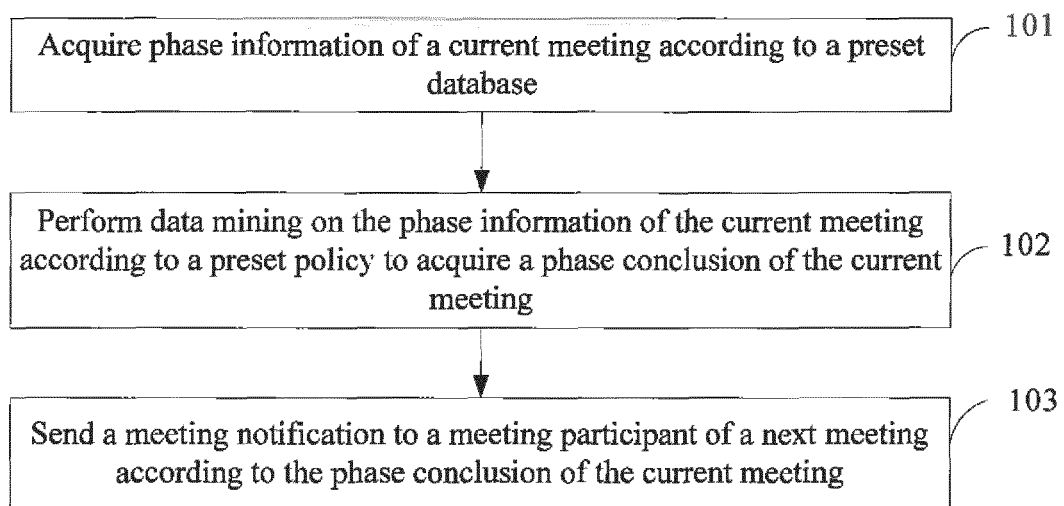 Acquire phase information of a current meeting according to a preset
database
101
Perform data mining on the phase information of the current meeting
according to a preset policy to acquire a phase conclusion of the current
meeting
102
Send a meeting notification to a meeting participant of a next meeting
according to the phase conclusion of the current meeting
103